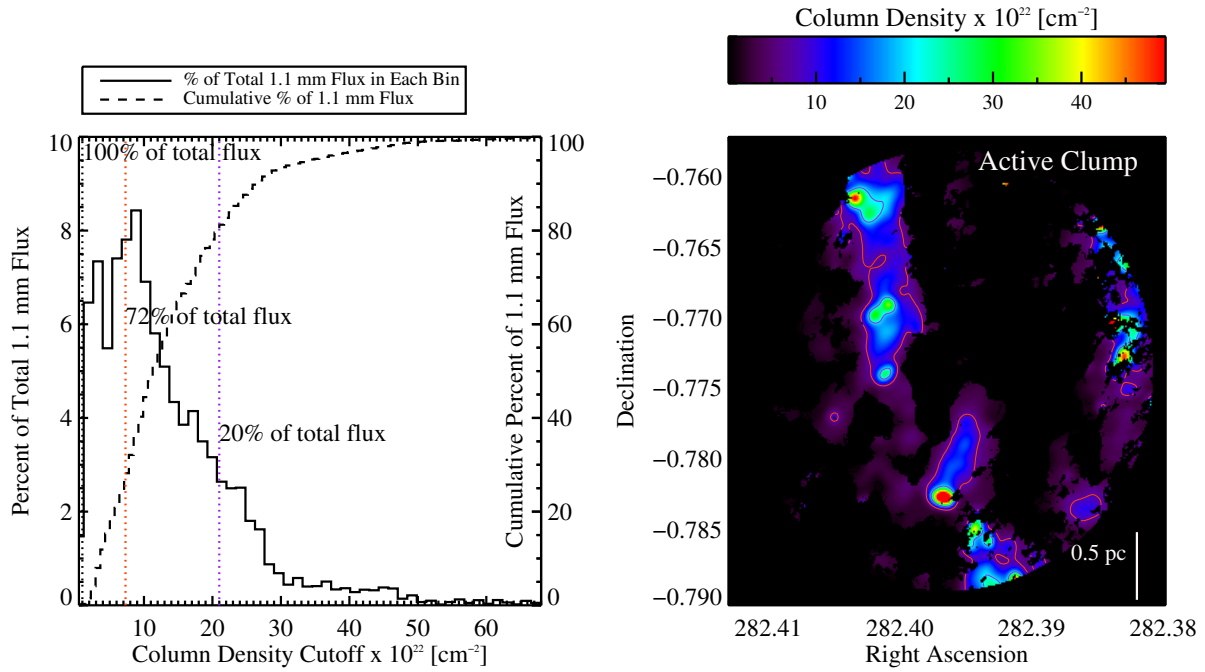 % of Total 1.1 mm Flux in Each Bin
Cumulative % of 1.1 mm Flux
10
8
6
4
2
0
Percent of Total 1.1 mm Flux
100% of total flux
72% of total flux
20% of total flux
100
80
60
40
20
0
Cumulative Percent of 1.1 mm Flux
10 20 30 40 50 60
Column Density Cutoff x 10²² [cm⁻²]
Column Density x 10²² [cm⁻²]
10 20 30 40
Active Clump
−0.760
−0.765
−0.770
−0.775
−0.780
−0.785
−0.790
Declination
0.5 pc
282.41 282.40 282.39 282.38
Right Ascension